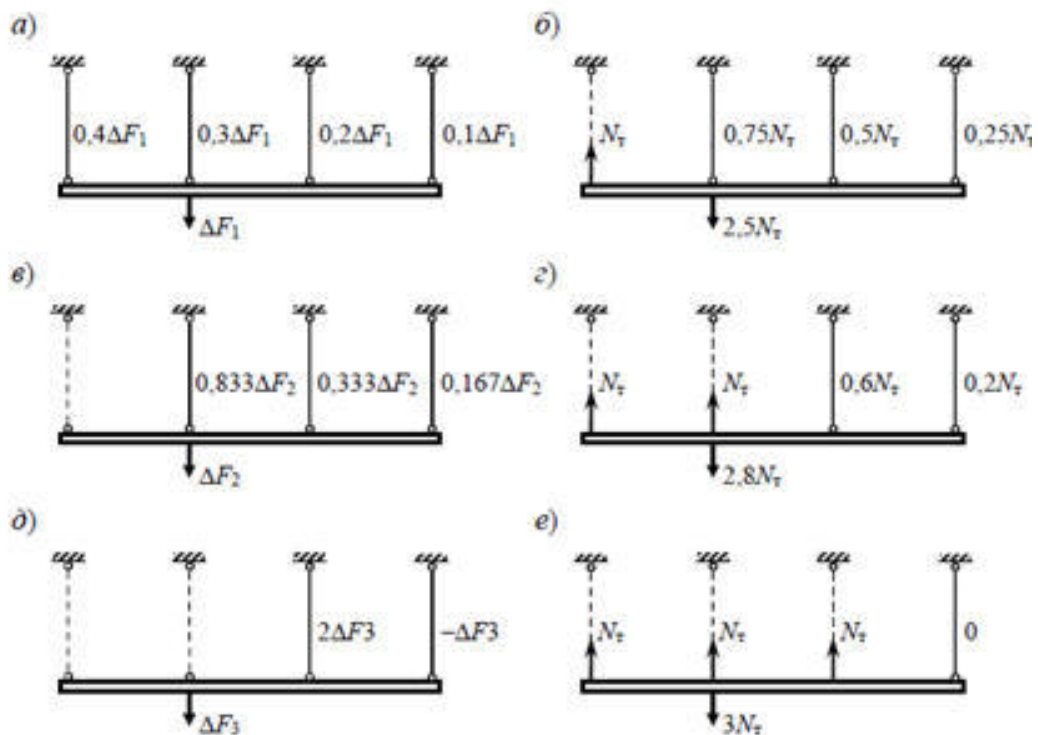 а) б)
0,4ΔF₁ 0,3ΔF₁ 0,2ΔF₁ 0,1ΔF₁ Nт 0,75Nт 0,5Nт 0,25Nт
ΔF₁ 2,5Nт
в) г)
0,833ΔF₂ 0,333ΔF₂ 0,167ΔF₂ Nт Nт 0,6Nт 0,2Nт
ΔF₂ 2,8Nт
д) е)
2ΔF3 –ΔF3 Nт Nт Nт 0
ΔF₃ 3Nт